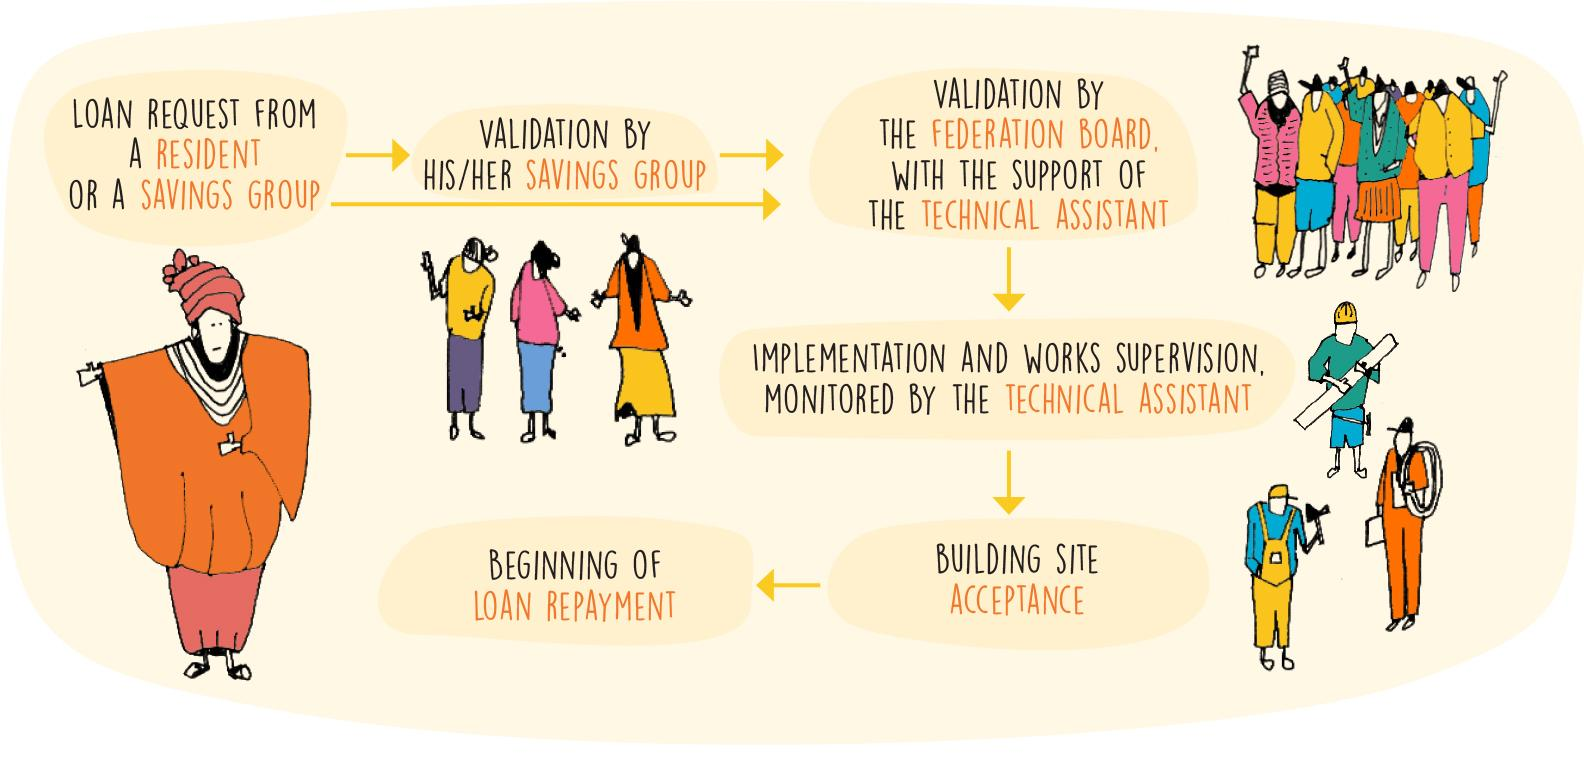 LOAN REQUEST FROM
A RESIDENT
OR A SAVINGS GROUP
VALIDATION BY
HIS/HER SAVINGS GROUP
VALIDATION BY
THE FEDERATION BOARD,
WITH THE SUPPORT OF
THE TECHNICAL ASSISTANT
IMPLEMENTATION AND WORKS SUPERVISION,
MONITORED BY THE TECHNICAL ASSISTANT
BUILDING SITE
ACCEPTANCE
BEGINNING OF
LOAN REPAYMENT